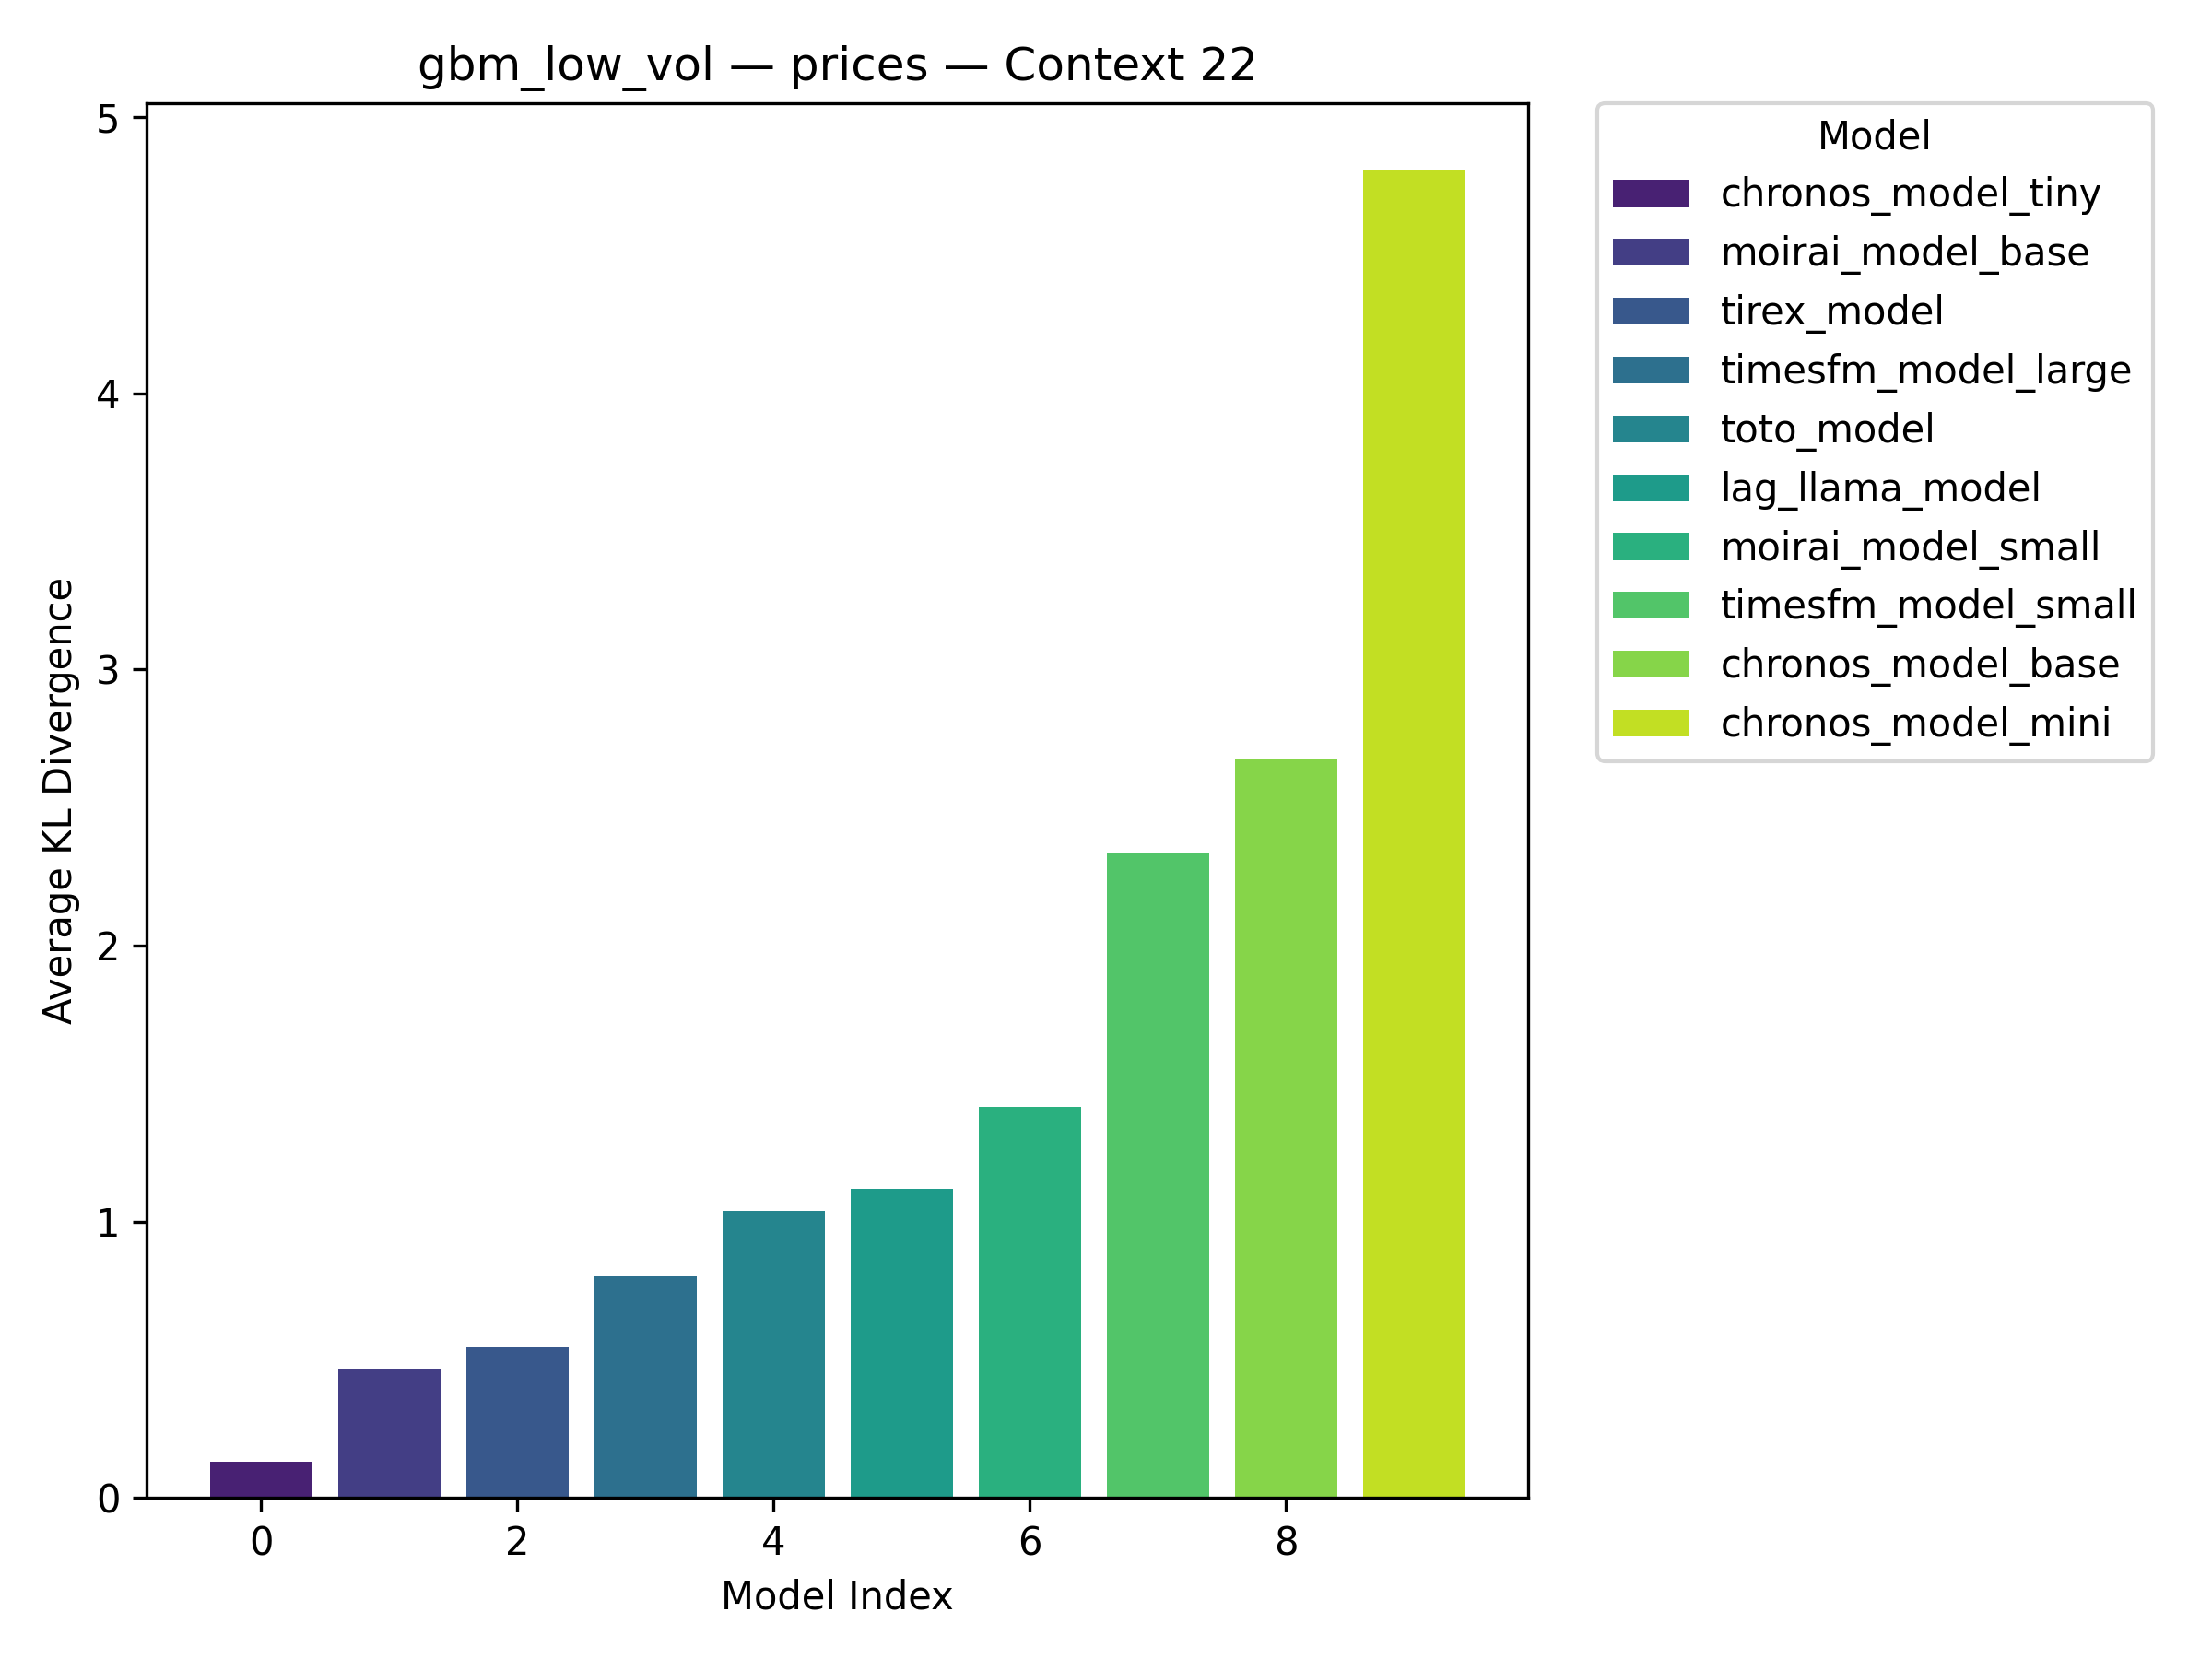 gbm_low_vol — prices — Context 22
Average KL Divergence
5
4
3
2
1
0
0 2 4 6 8
Model Index
Model
chronos_model_tiny
moirai_model_base
tirex_model
timesfm_model_large
toto_model
lag_llama_model
moirai_model_small
timesfm_model_small
chronos_model_base
chronos_model_mini